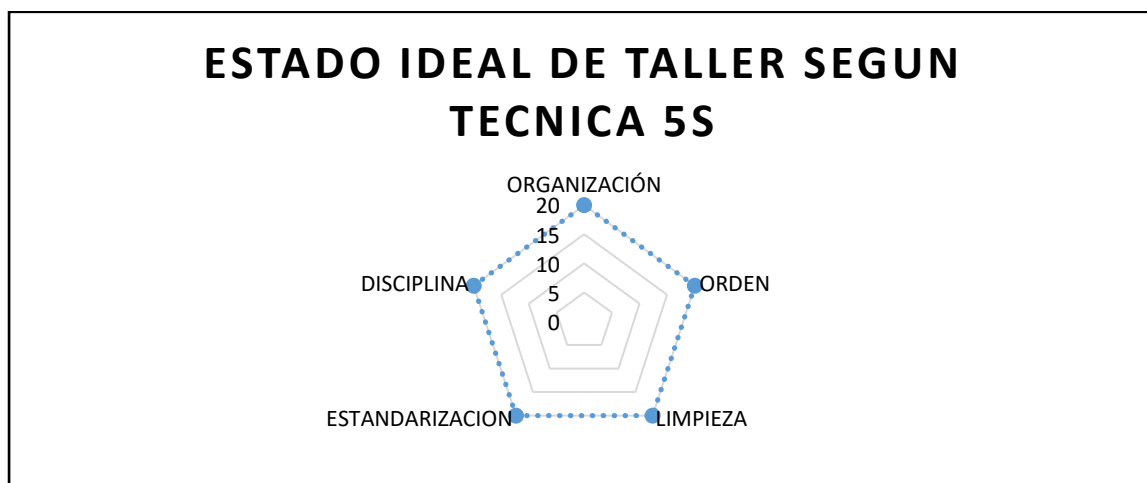 ESTADO IDEAL DE TALLER SEGUN
TECNICA 5S
ORGANIZACIÓN
20
15
10
5
0
DISCIPLINA
ORDEN
ESTANDARIZACION
LIMPIEZA